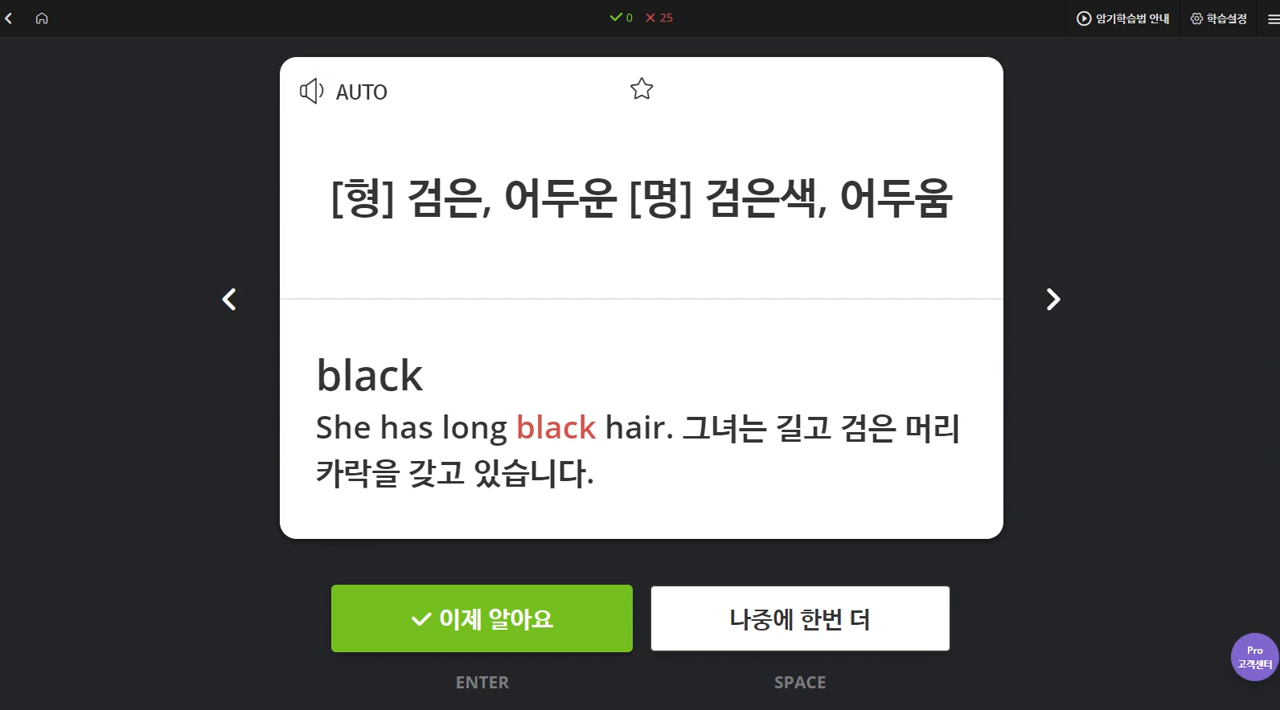 0 25
암기학습법 안내
학습설정
AUTO
[형] 검은, 어두운 [명] 검은색, 어두움
black
She has long black hair. 그녀는 길고 검은 머리
카락을 갖고 있습니다.
이제 알아요
나중에 한번 더
ENTER
SPACE
Pro
고객센터